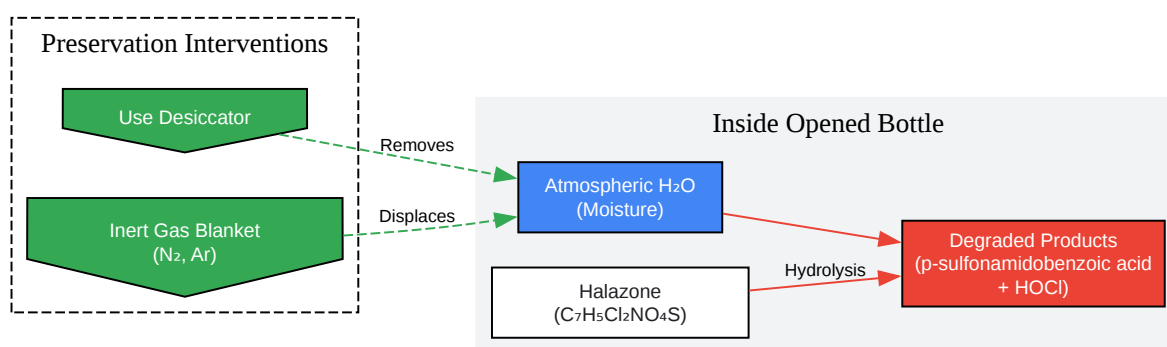 Preservation Interventions
Use Desiccator
Inert Gas Blanket
(N₂, Ar)
Removes
Displaces
Inside Opened Bottle
Atmospheric H₂O
(Moisture)
Halazone
(C₇H₅Cl₂NO₄S)
Hydrolysis
Degraded Products
(p-sulfonamidobenzoic acid
+ HOCl)